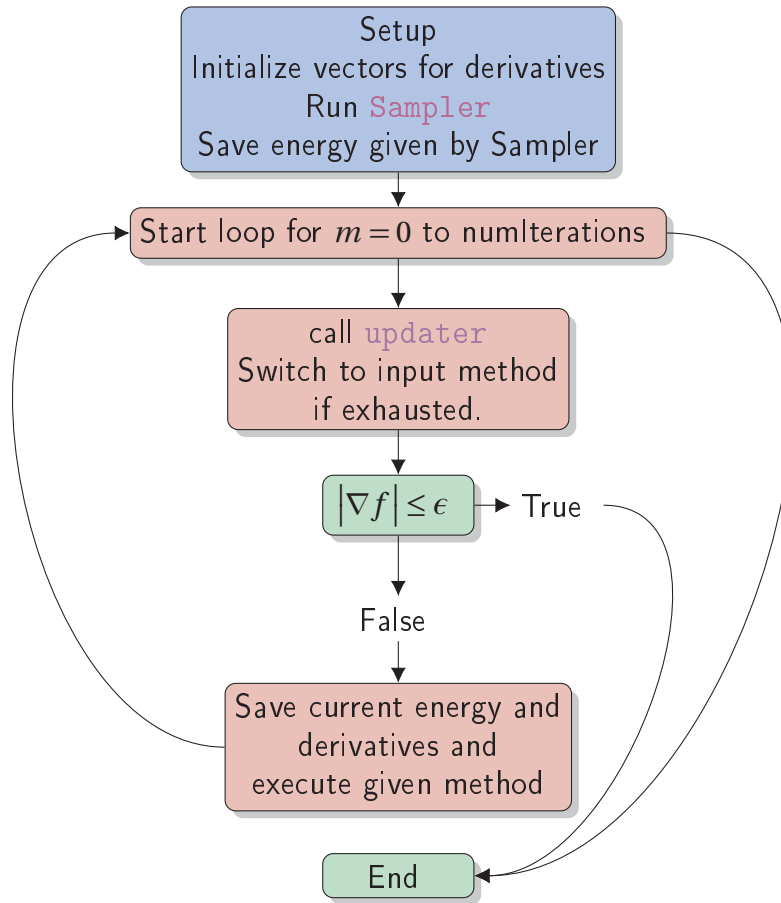 Setup
Initialize vectors for derivatives
Run Sampler
Save energy given by Sampler
Start loop for m = 0 to numIterations
call updater
Switch to input method
if exhausted.
|∇f| ≤ ϵ
True
False
Save current energy and
derivatives and
execute given method
End